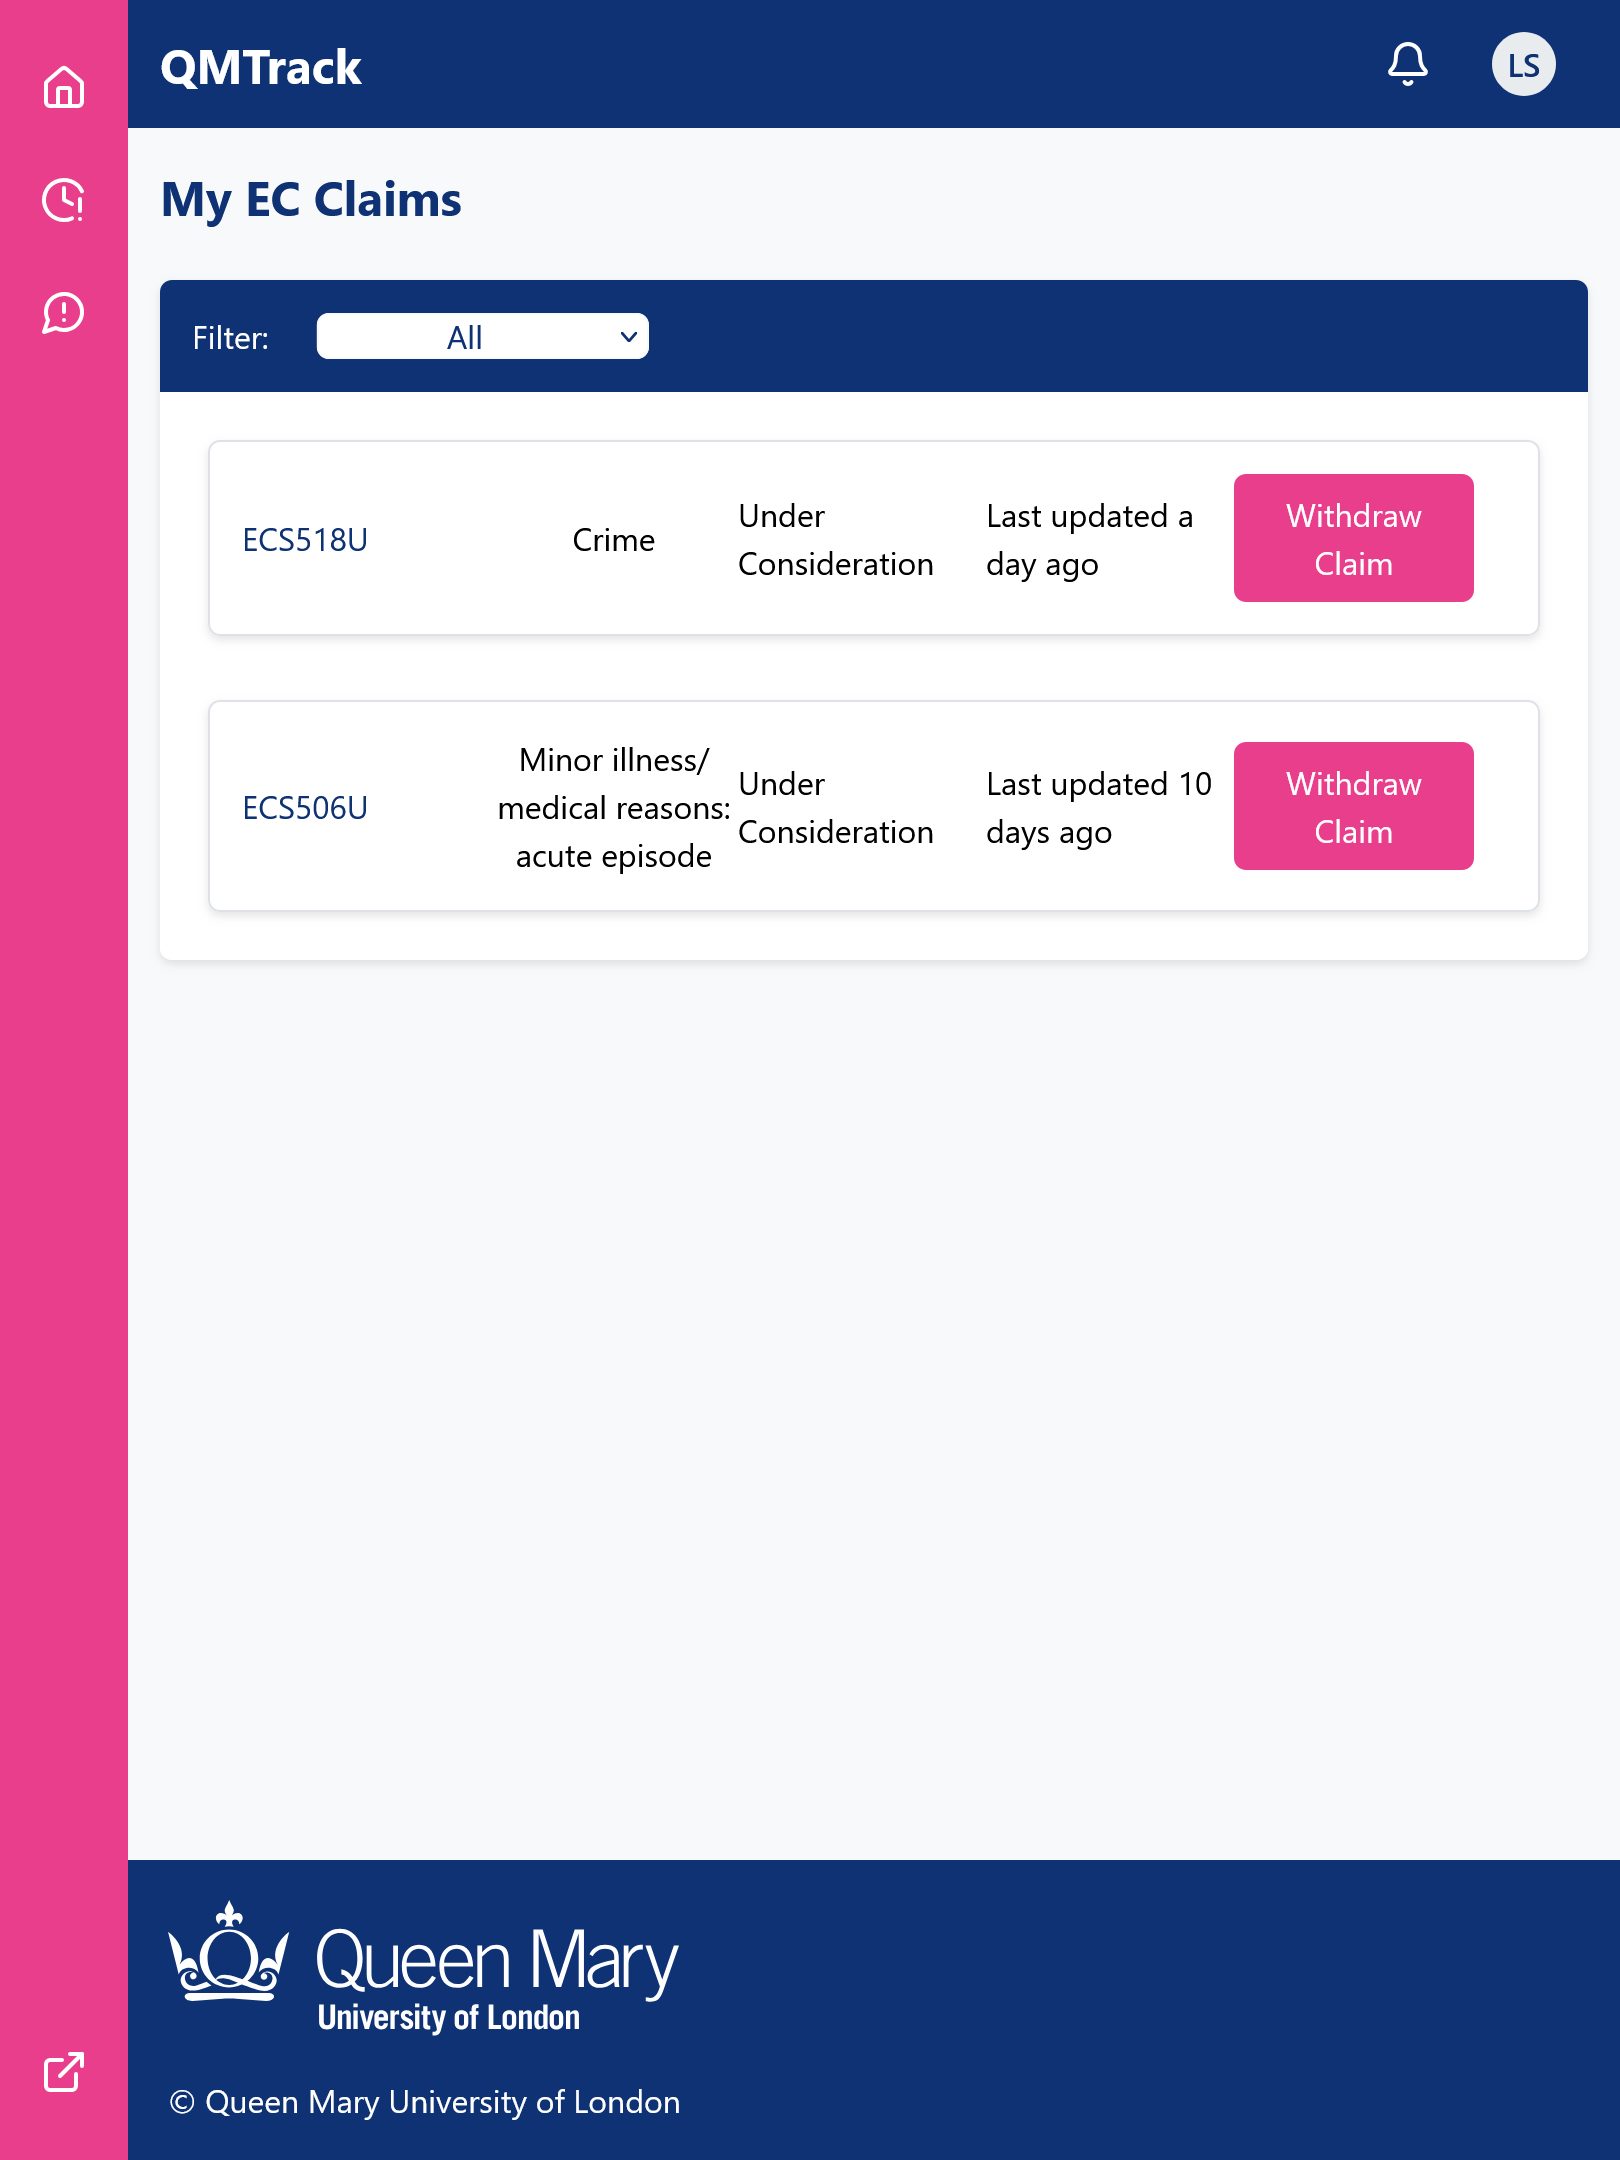 QMTrack
LS
My EC Claims
Filter:
All
ECS518U
Crime
Under
Consideration
Last updated a
day ago
Withdraw
Claim
ECS506U
Minor illness/
medical reasons:
acute episode
Under
Consideration
Last updated 10
days ago
Withdraw
Claim
Queen Mary
University of London
© Queen Mary University of London